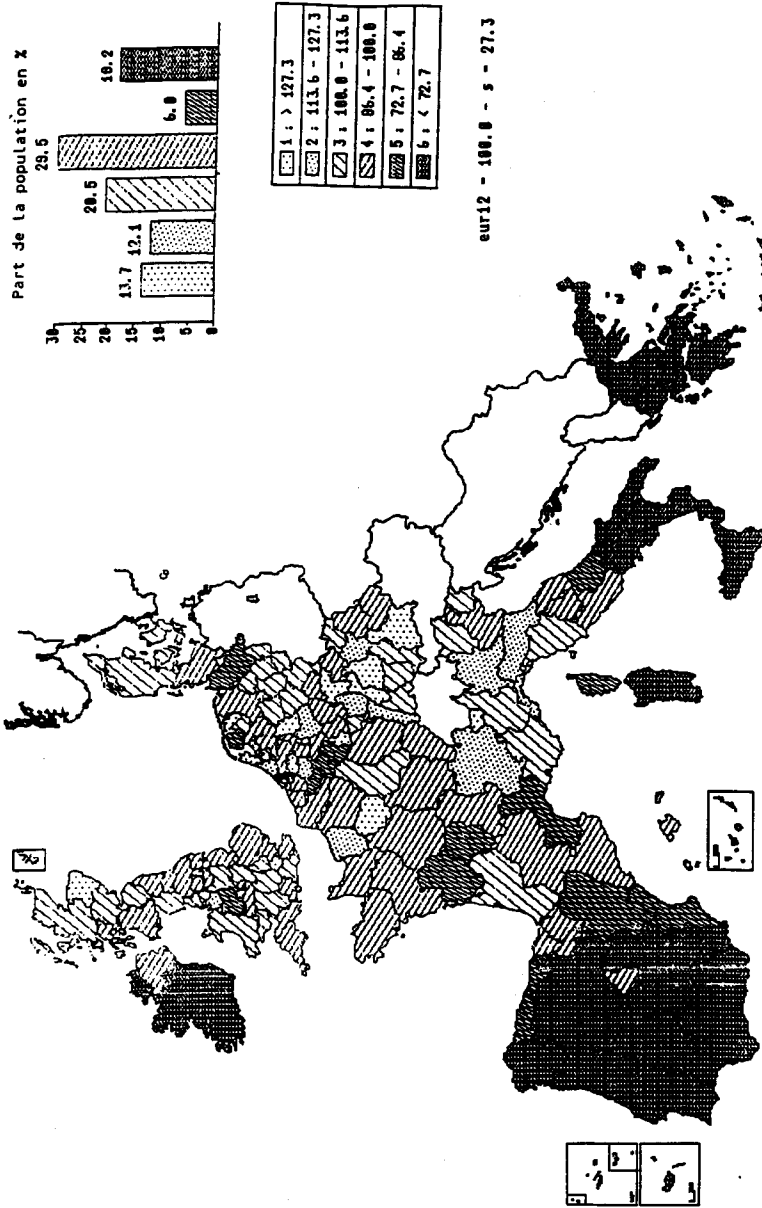 Part de la population en %
30
25
20
15
10
5
0
13.7
12.1
20.5
29.5
6.0
18.2
1 : > 127.3
2 : 113.6 - 127.3
3 : 100.0 - 113.6
4 : 86.4 - 100.0
5 : 72.7 - 86.4
6 : < 72.7
eur12 - 100.0 - s - 27.3